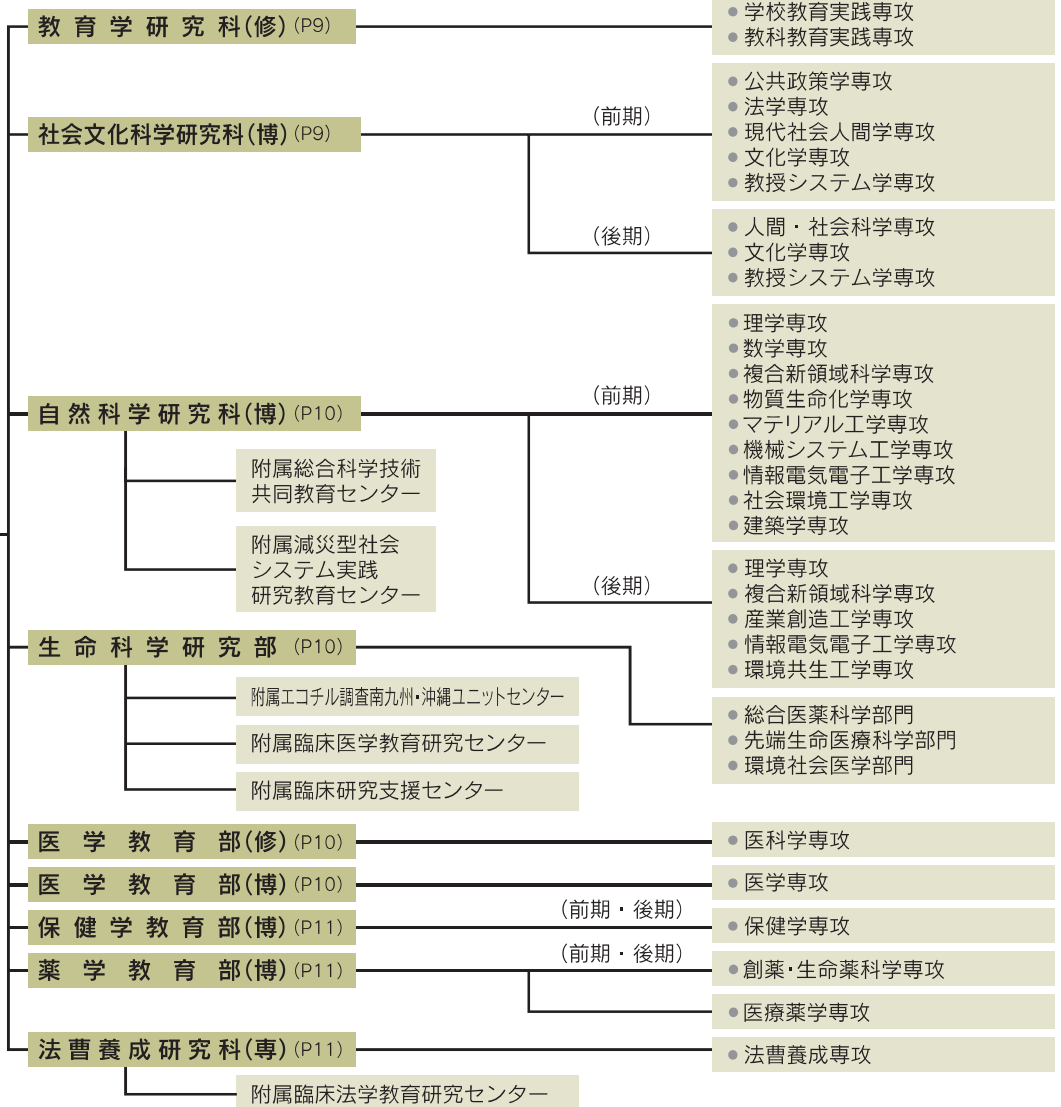 教育学研究科(修)(P9)
● 学校教育実践専攻
● 教科教育実践専攻
社会文化科学研究科(博)(P9)
(前期)
● 公共政策学専攻
● 法学専攻
● 現代社会人間学専攻
● 文化学専攻
● 教授システム学専攻
(後期)
● 人間・社会科学専攻
● 文化学専攻
● 教授システム学専攻
自然科学研究科(博)(P10)
(前期)
● 理学専攻
● 数学専攻
● 複合新領域科学専攻
● 物質生命化学専攻
● マテリアル工学専攻
● 機械システム工学専攻
● 情報電気電子工学専攻
● 社会環境工学専攻
● 建築学専攻
附属総合科学技術
共同教育センター
附属減災型社会
システム実践
研究教育センター
(後期)
● 理学専攻
● 複合新領域科学専攻
● 産業創造工学専攻
● 情報電気電子工学専攻
● 環境共生工学専攻
生命科学研究部(P10)
● 総合医薬科学部門
● 先端生命医療科学部門
● 環境社会医学部門
附属エコチル調査南九州・沖縄ユニットセンター
附属臨床医学教育研究センター
附属臨床研究支援センター
医学教育部(修)(P10)
● 医科学専攻
医学教育部(博)(P10)
● 医学専攻
保健学教育部(博)(P11)
(前期・後期)
● 保健学専攻
薬学教育部(博)(P11)
(前期・後期)
● 創薬・生命薬科学専攻
● 医療薬学専攻
法曹養成研究科(専)(P11)
● 法曹養成専攻
附属臨床法学教育研究センター